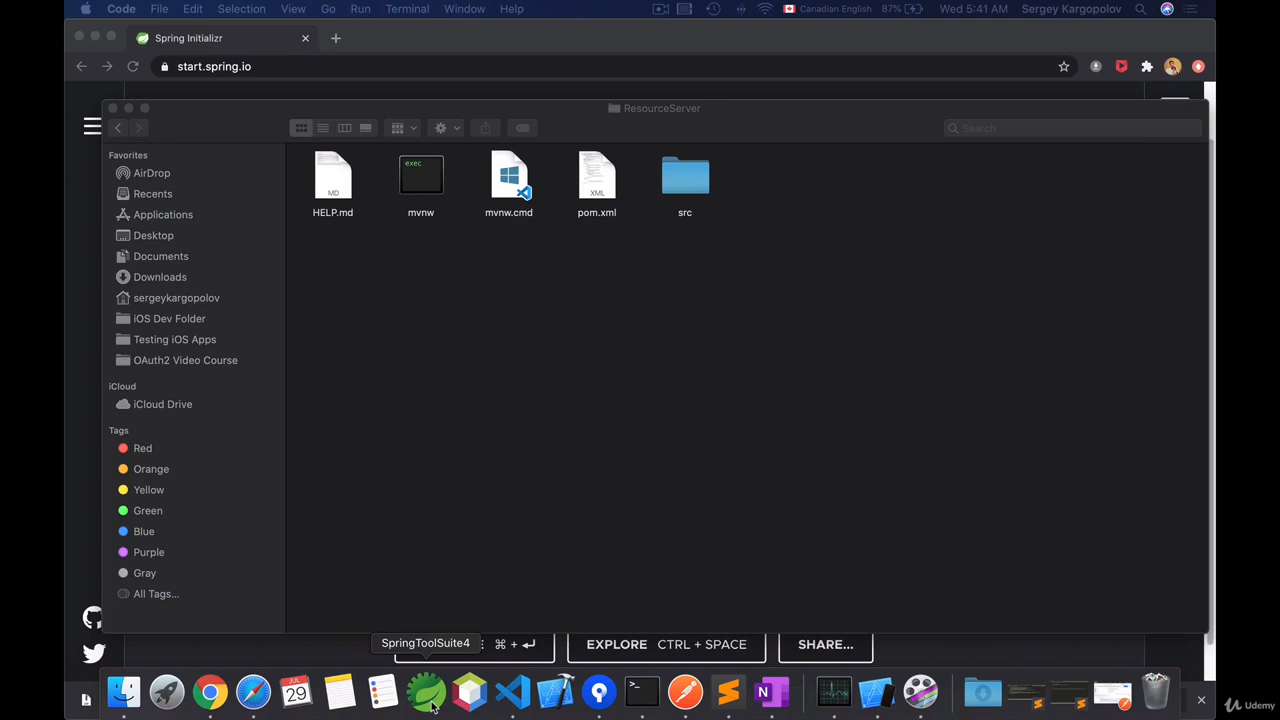 Code File Edit Selection View Go Run Terminal Window Help Canadian English 87% Wed 5:41 AM Sergey Kargopolov
Spring Initializr
start.spring.io
ResourceServer
Search
Favorites
AirDrop
Recents
Applications
Desktop
Documents
Downloads
sergeykargopolov
iOS Dev Folder
Testing iOS Apps
OAuth2 Video Course
iCloud
iCloud Drive
Tags
Red
Orange
Yellow
Green
Blue
Purple
Gray
All Tags...
MD
HELP.md
exec
mvnw
mvnw.cmd
XML
pom.xml
src
SpringToolSuite4
⌘ + ↵
EXPLORE CTRL + SPACE
SHARE...
JUL
29
>_
N
Udemy